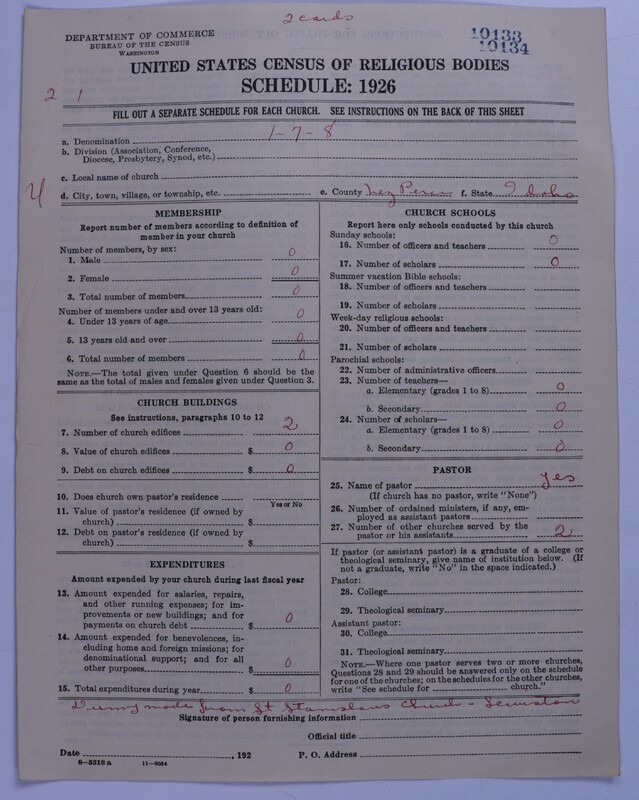 2 cards
DEPARTMENT OF COMMERCE
BUREAU OF THE CENSUS
WASHINGTON
10133
10134
UNITED STATES CENSUS OF RELIGIOUS BODIES
SCHEDULE: 1926
2 1
FILL OUT A SEPARATE SCHEDULE FOR EACH CHURCH. SEE INSTRUCTIONS ON THE BACK OF THIS SHEET
a. Denomination 1-7-8
b. Division (Association, Conference,
Diocese, Presbytery, Synod, etc.)
c. Local name of church
4
d. City, town, village, or township, etc. e. County Nez Perce f. State Idaho
MEMBERSHIP
Report number of members according to definition of
member in your church
Number of members, by sex:
1. Male 0
2. Female 0
3. Total number of members 0
Number of members under and over 13 years old:
4. Under 13 years of age 0
5. 13 years old and over 0
6. Total number of members 0
NOTE.—The total given under Question 6 should be the
same as the total of males and females given under Question 3.
CHURCH BUILDINGS
See instructions, paragraphs 10 to 12
7. Number of church edifices 2
8. Value of church edifices $ 0
9. Debt on church edifices $ 0
10. Does church own pastor's residence
Yes or No
11. Value of pastor's residence (if owned by
church) $
12. Debt on pastor's residence (if owned by
church) $
EXPENDITURES
Amount expended by your church during last fiscal year
13. Amount expended for salaries, repairs,
and other running expenses; for im-
provements or new buildings; and for
payments on church debt $ 0
14. Amount expended for benevolences, in-
cluding home and foreign missions; for
denominational support; and for all
other purposes $ 0
15. Total expenditures during year $ 0
CHURCH SCHOOLS
Report here only schools conducted by this church
Sunday schools:
16. Number of officers and teachers 0
17. Number of scholars 0
Summer vacation Bible schools:
18. Number of officers and teachers
19. Number of scholars
Week-day religious schools:
20. Number of officers and teachers
21. Number of scholars
Parochial schools:
22. Number of administrative officers
23. Number of teachers—
a. Elementary (grades 1 to 8) 0
b. Secondary 0
24. Number of scholars—
a. Elementary (grades 1 to 8) 0
b. Secondary 0
PASTOR
25. Name of pastor yes
(If church has no pastor, write "None")
26. Number of ordained ministers, if any, em-
ployed as assistant pastors
27. Number of other churches served by the
pastor or his assistants 2
If pastor (or assistant pastor) is a graduate of a college or
theological seminary, give name of institution below. (If
not a graduate, write "No" in the space indicated.)
Pastor:
28. College
29. Theological seminary
Assistant pastor:
30. College
31. Theological seminary
NOTE.—Where one pastor serves two or more churches,
Questions 28 and 29 should be answered only on the schedule
for one of the churches; on the schedules for the other churches,
write "See schedule for church."
Dummy made from St Stanislaus Church - Lewiston
Signature of person furnishing information
Official title
Date , 192 P. O. Address
8-5518 a 11-9054